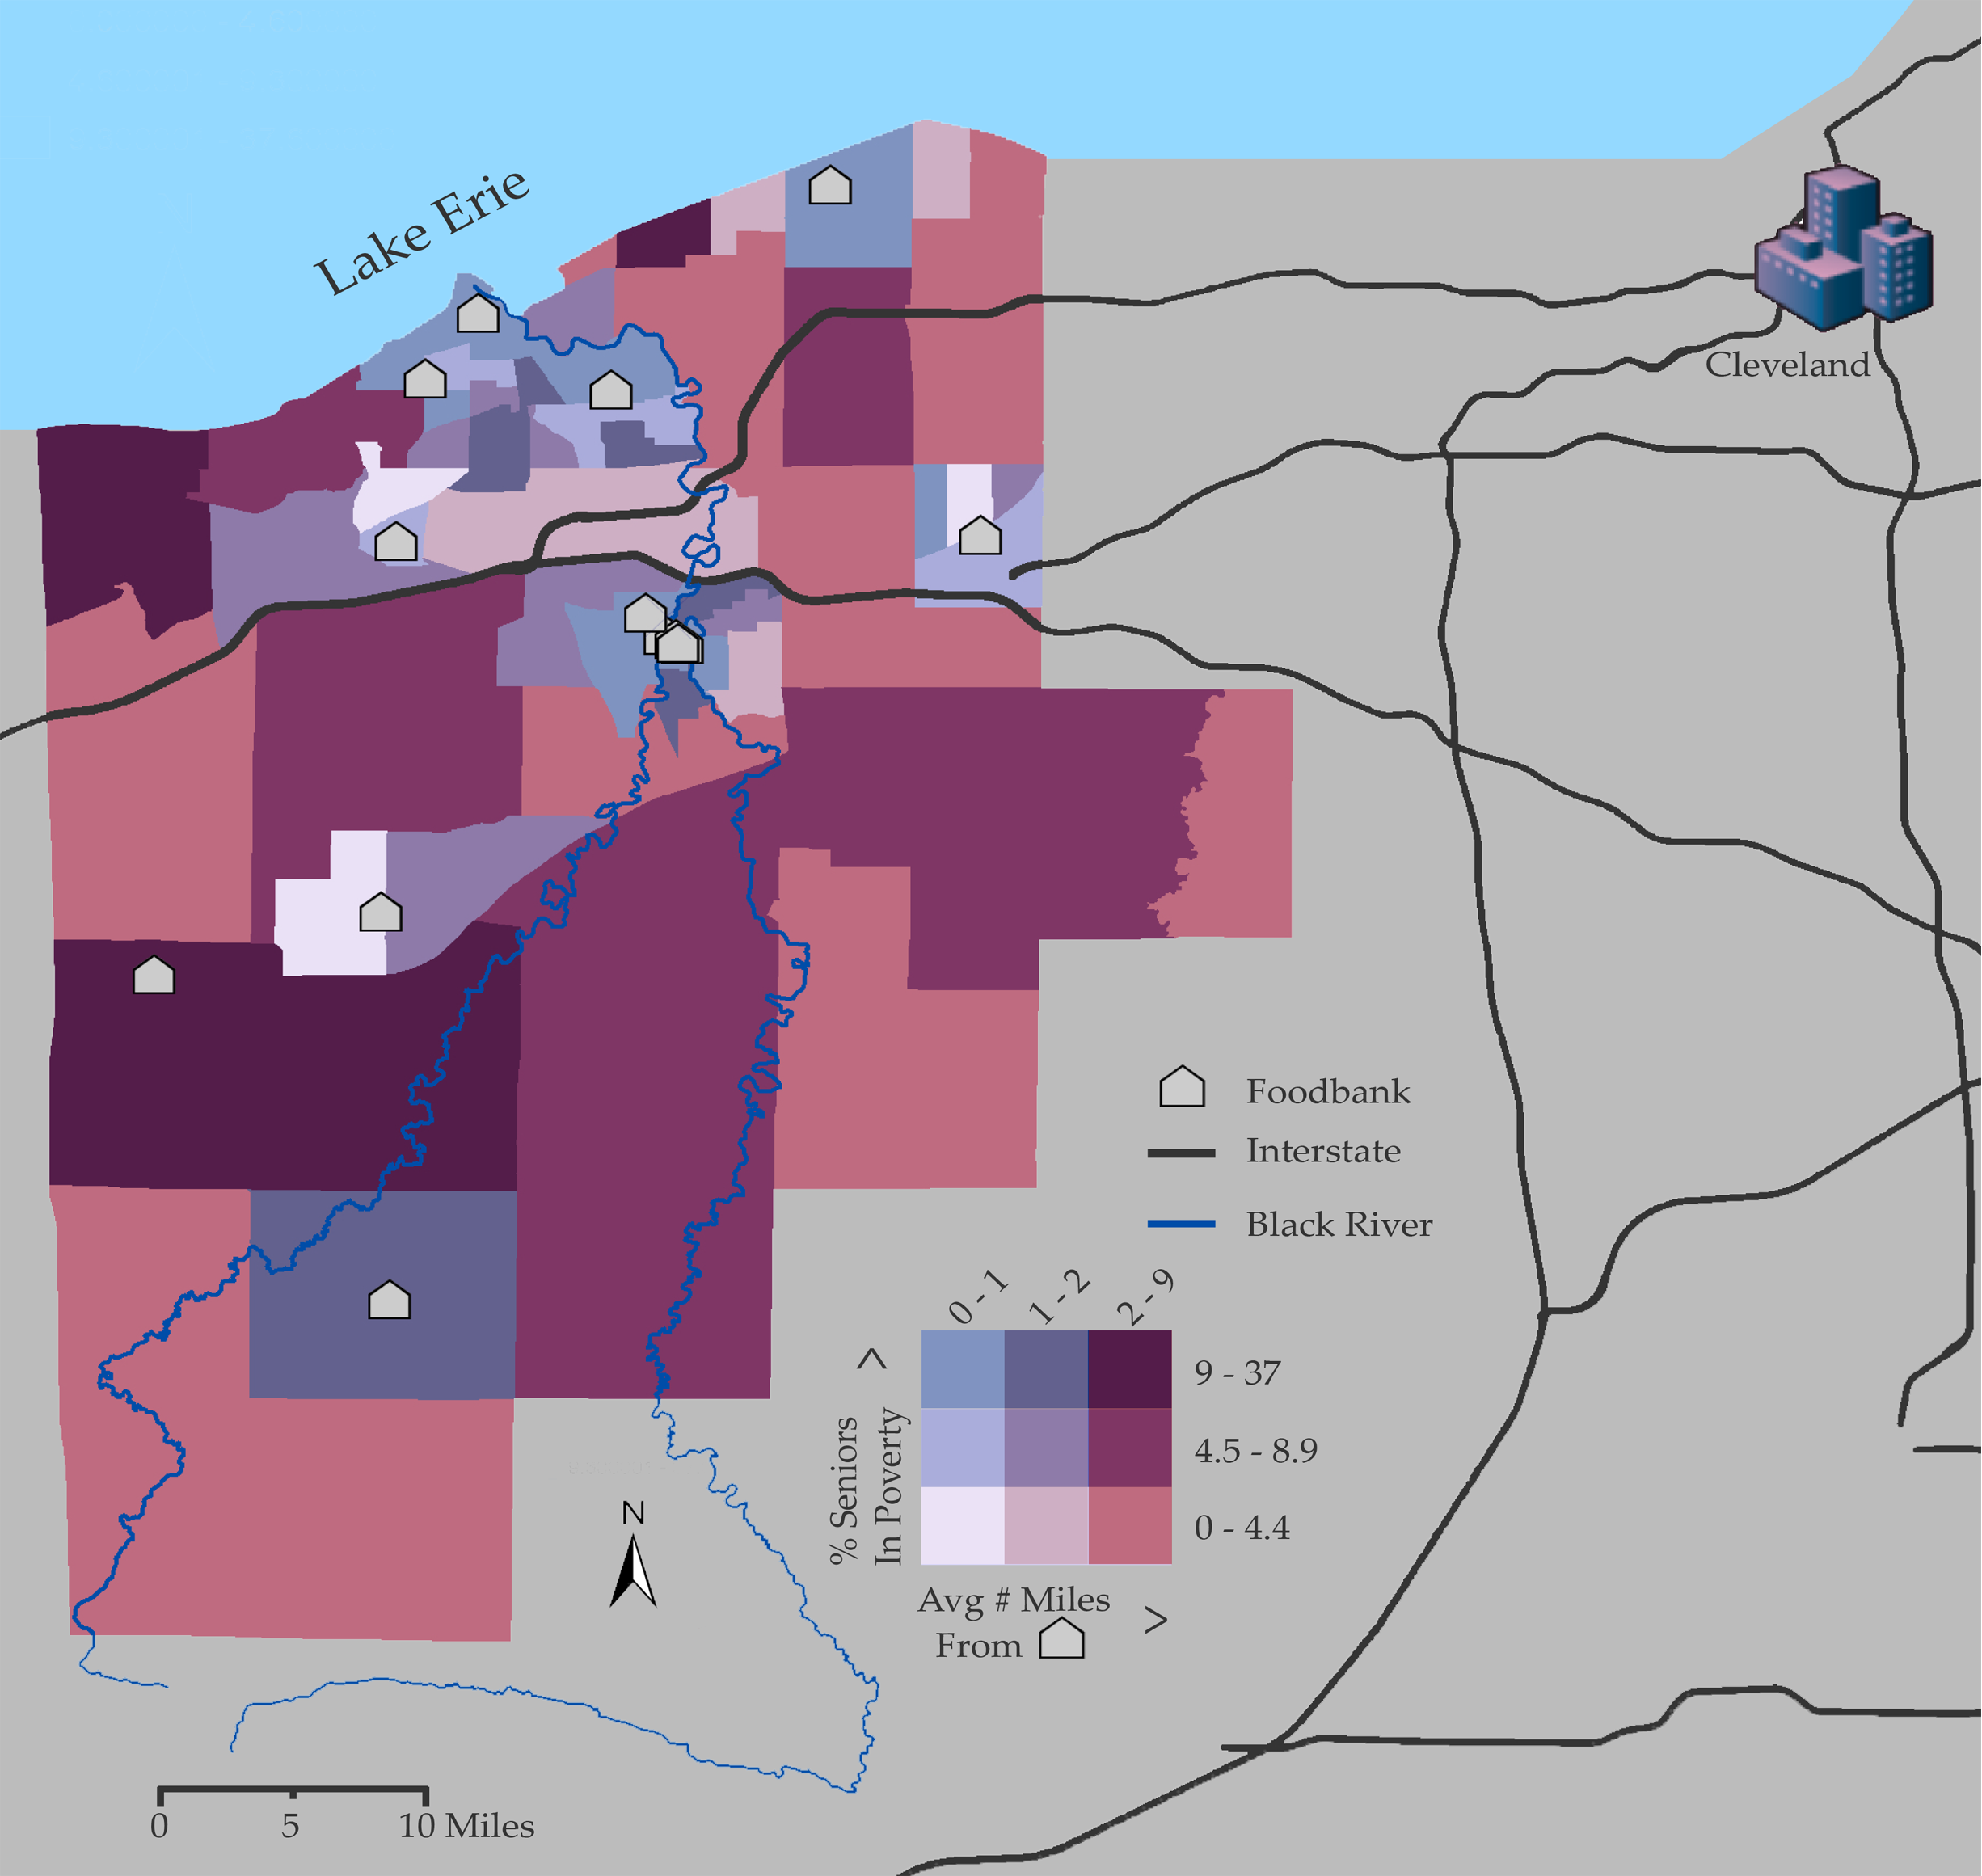 Lake Erie
Cleveland
Foodbank
Interstate
Black River
0 - 1
1 - 2
2 - 9
>
% Seniors
In Poverty
9 - 37
4.5 - 8.9
0 - 4.4
Avg # Miles
From
>
N
0 5 10 Miles